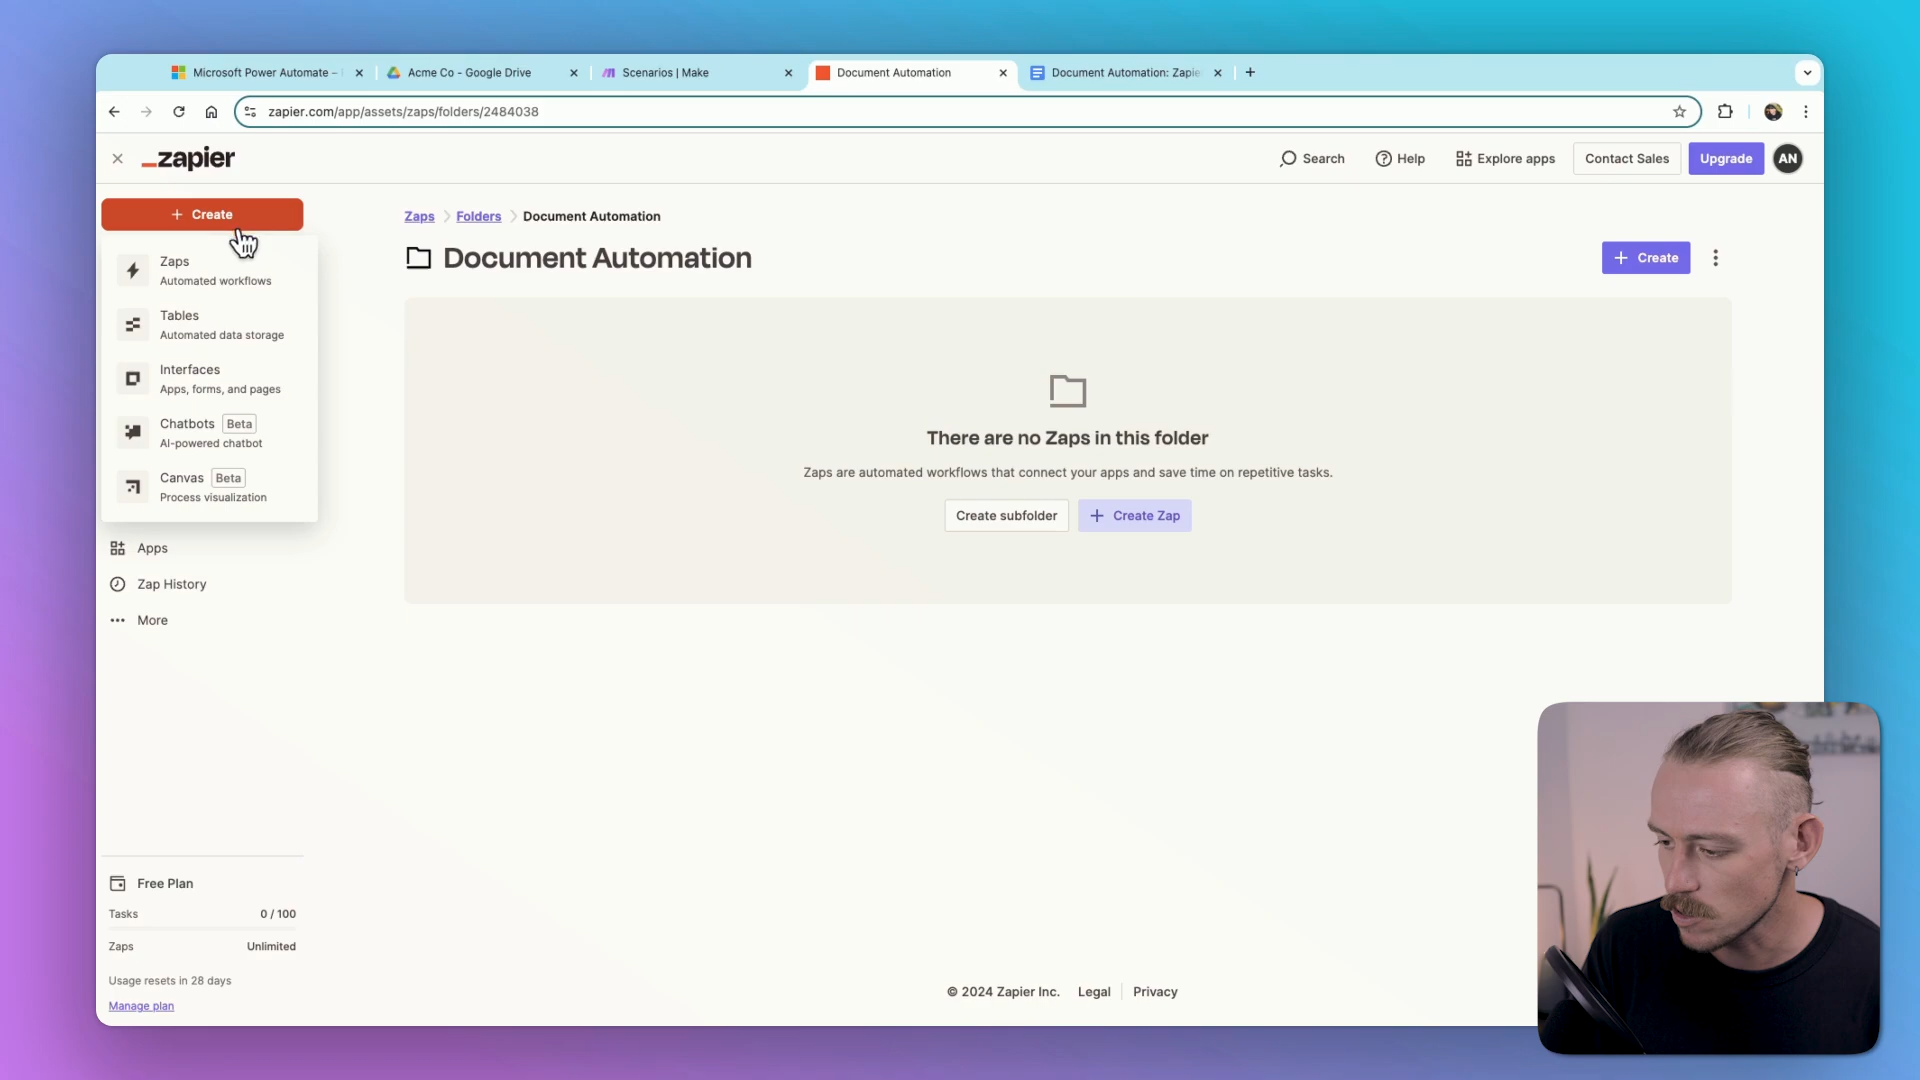 Microsoft Power Automate –
Acme Co - Google Drive
Scenarios | Make
Document Automation
Document Automation: Zapie
zapier.com/app/assets/zaps/folders/2484038
_zapier
Search
Help
Explore apps
Contact Sales
Upgrade
AN
+ Create
Zaps
Automated workflows
Tables
Automated data storage
Interfaces
Apps, forms, and pages
Chatbots Beta
AI-powered chatbot
Canvas Beta
Process visualization
Apps
Zap History
More
Free Plan
Tasks 0 / 100
Zaps Unlimited
Usage resets in 28 days
Manage plan
Zaps
Folders
Document Automation
Document Automation
+ Create
There are no Zaps in this folder
Zaps are automated workflows that connect your apps and save time on repetitive tasks.
Create subfolder
+ Create Zap
© 2024 Zapier Inc.
Legal
Privacy